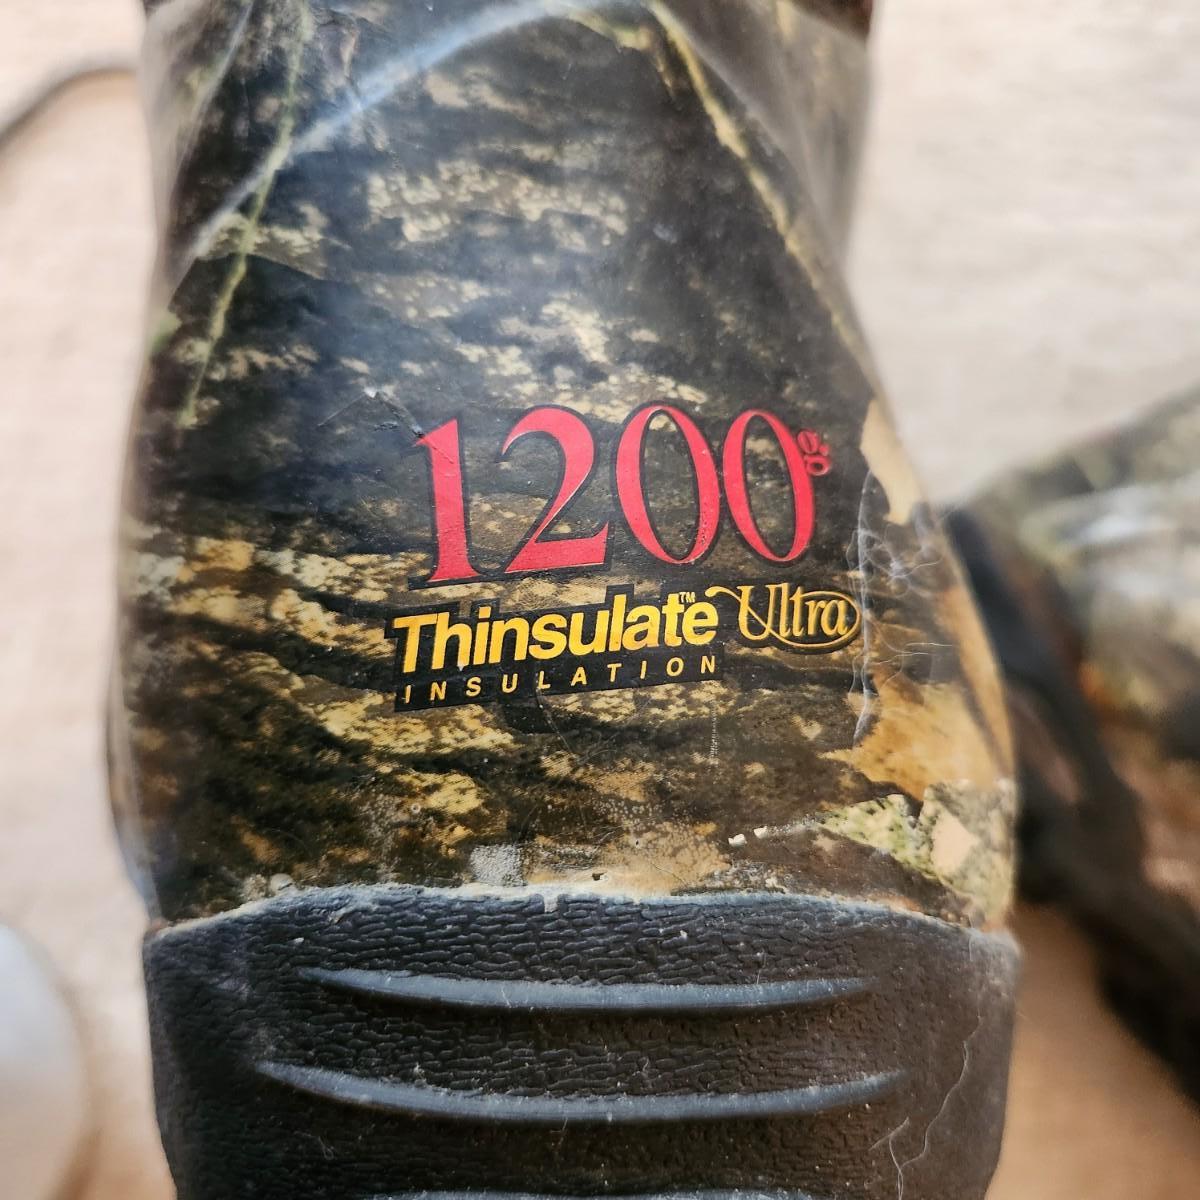 1200g
Thinsulate™ Ultra
INSULATION